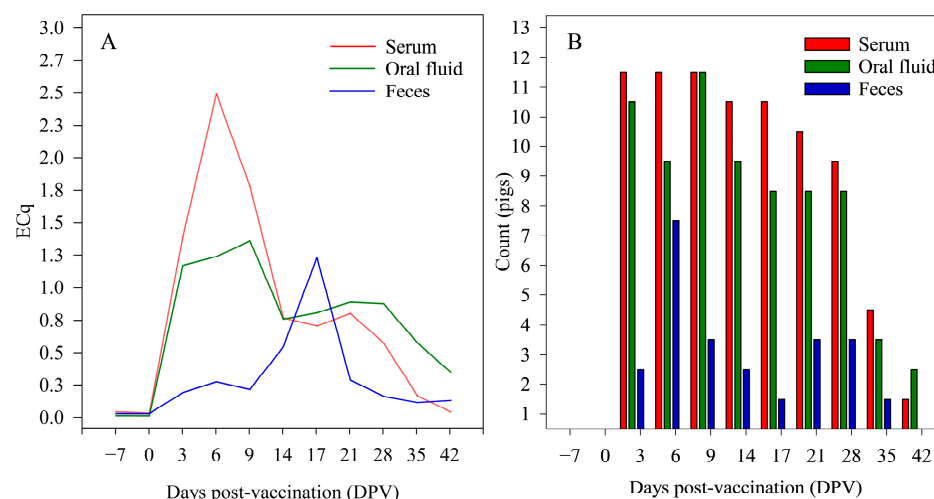 A
Serum
Oral fluid
Feces
3.0
2.7
2.5
2.3
2.0
1.8
1.5
1.3
1.0
0.8
0.5
0.3
0.0
ECq
−7 0 3 6 9 14 17 21 28 35 42
Days post-vaccination (DPV)
B
Serum
Oral fluid
Feces
13
12
11
10
9
8
7
6
5
4
3
2
1
Count (pigs)
−7 0 3 6 9 14 17 21 28 35 42
Days post-vaccination (DPV)